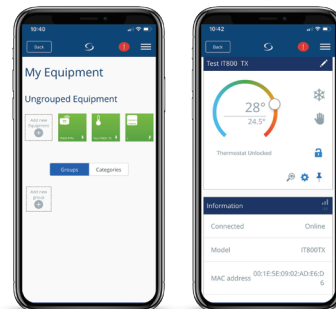 10:40
Back
My Equipment
Ungrouped Equipment
Add new
Equipment
Groups
Categories
Add new
group
10:42
Back
Test IT800 TX
28°
24.5°
Thermostat Unlocked
Information
Connected
Online
Model
IT800TX
MAC address
00:1E:5E:09:02:AD:E6:D
6